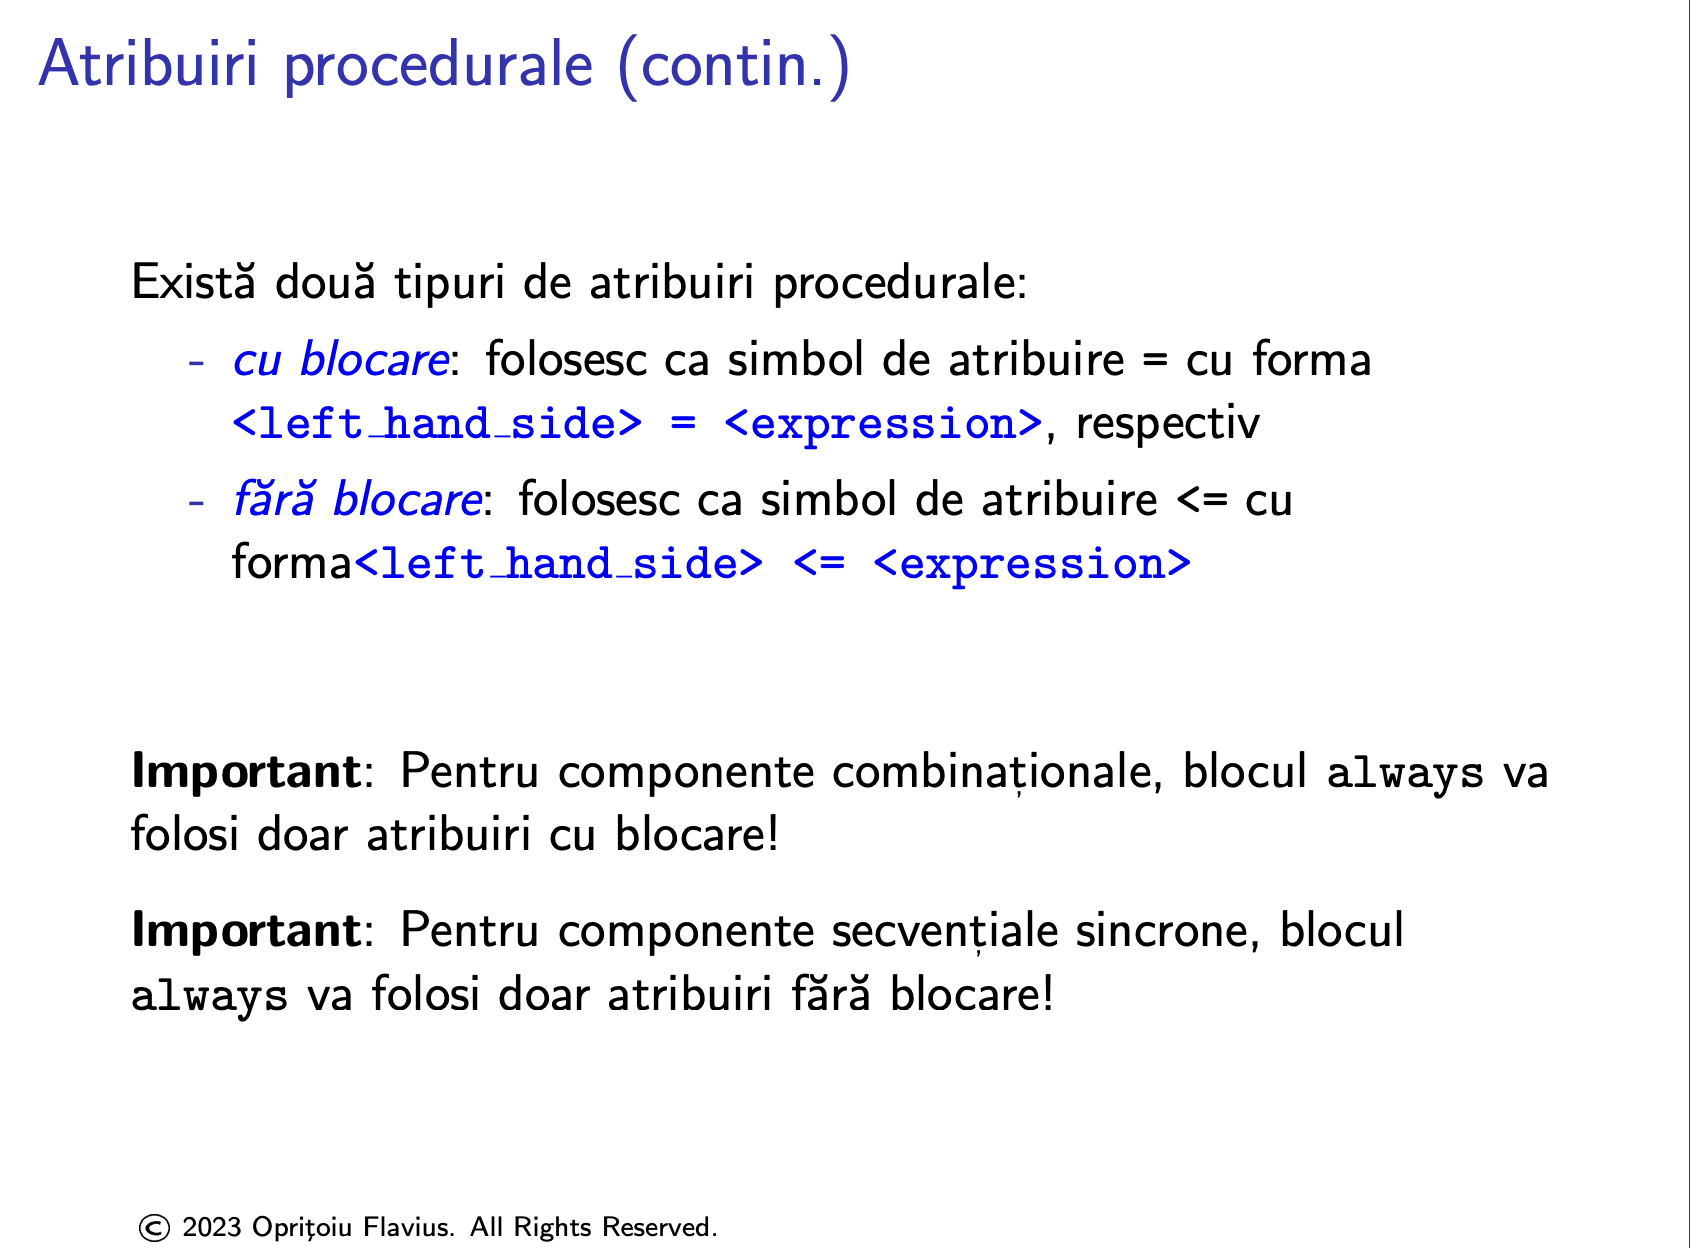 Atribuiri procedurale (contin.)
Există două tipuri de atribuiri procedurale:
- cu blocare: folosesc ca simbol de atribuire = cu forma
<left_hand_side> = <expression>, respectiv
- fără blocare: folosesc ca simbol de atribuire <= cu
forma<left_hand_side> <= <expression>
Important: Pentru componente combinaționale, blocul always va
folosi doar atribuiri cu blocare!
Important: Pentru componente secvențiale sincrone, blocul
always va folosi doar atribuiri fără blocare!
© 2023 Oprițoiu Flavius. All Rights Reserved.